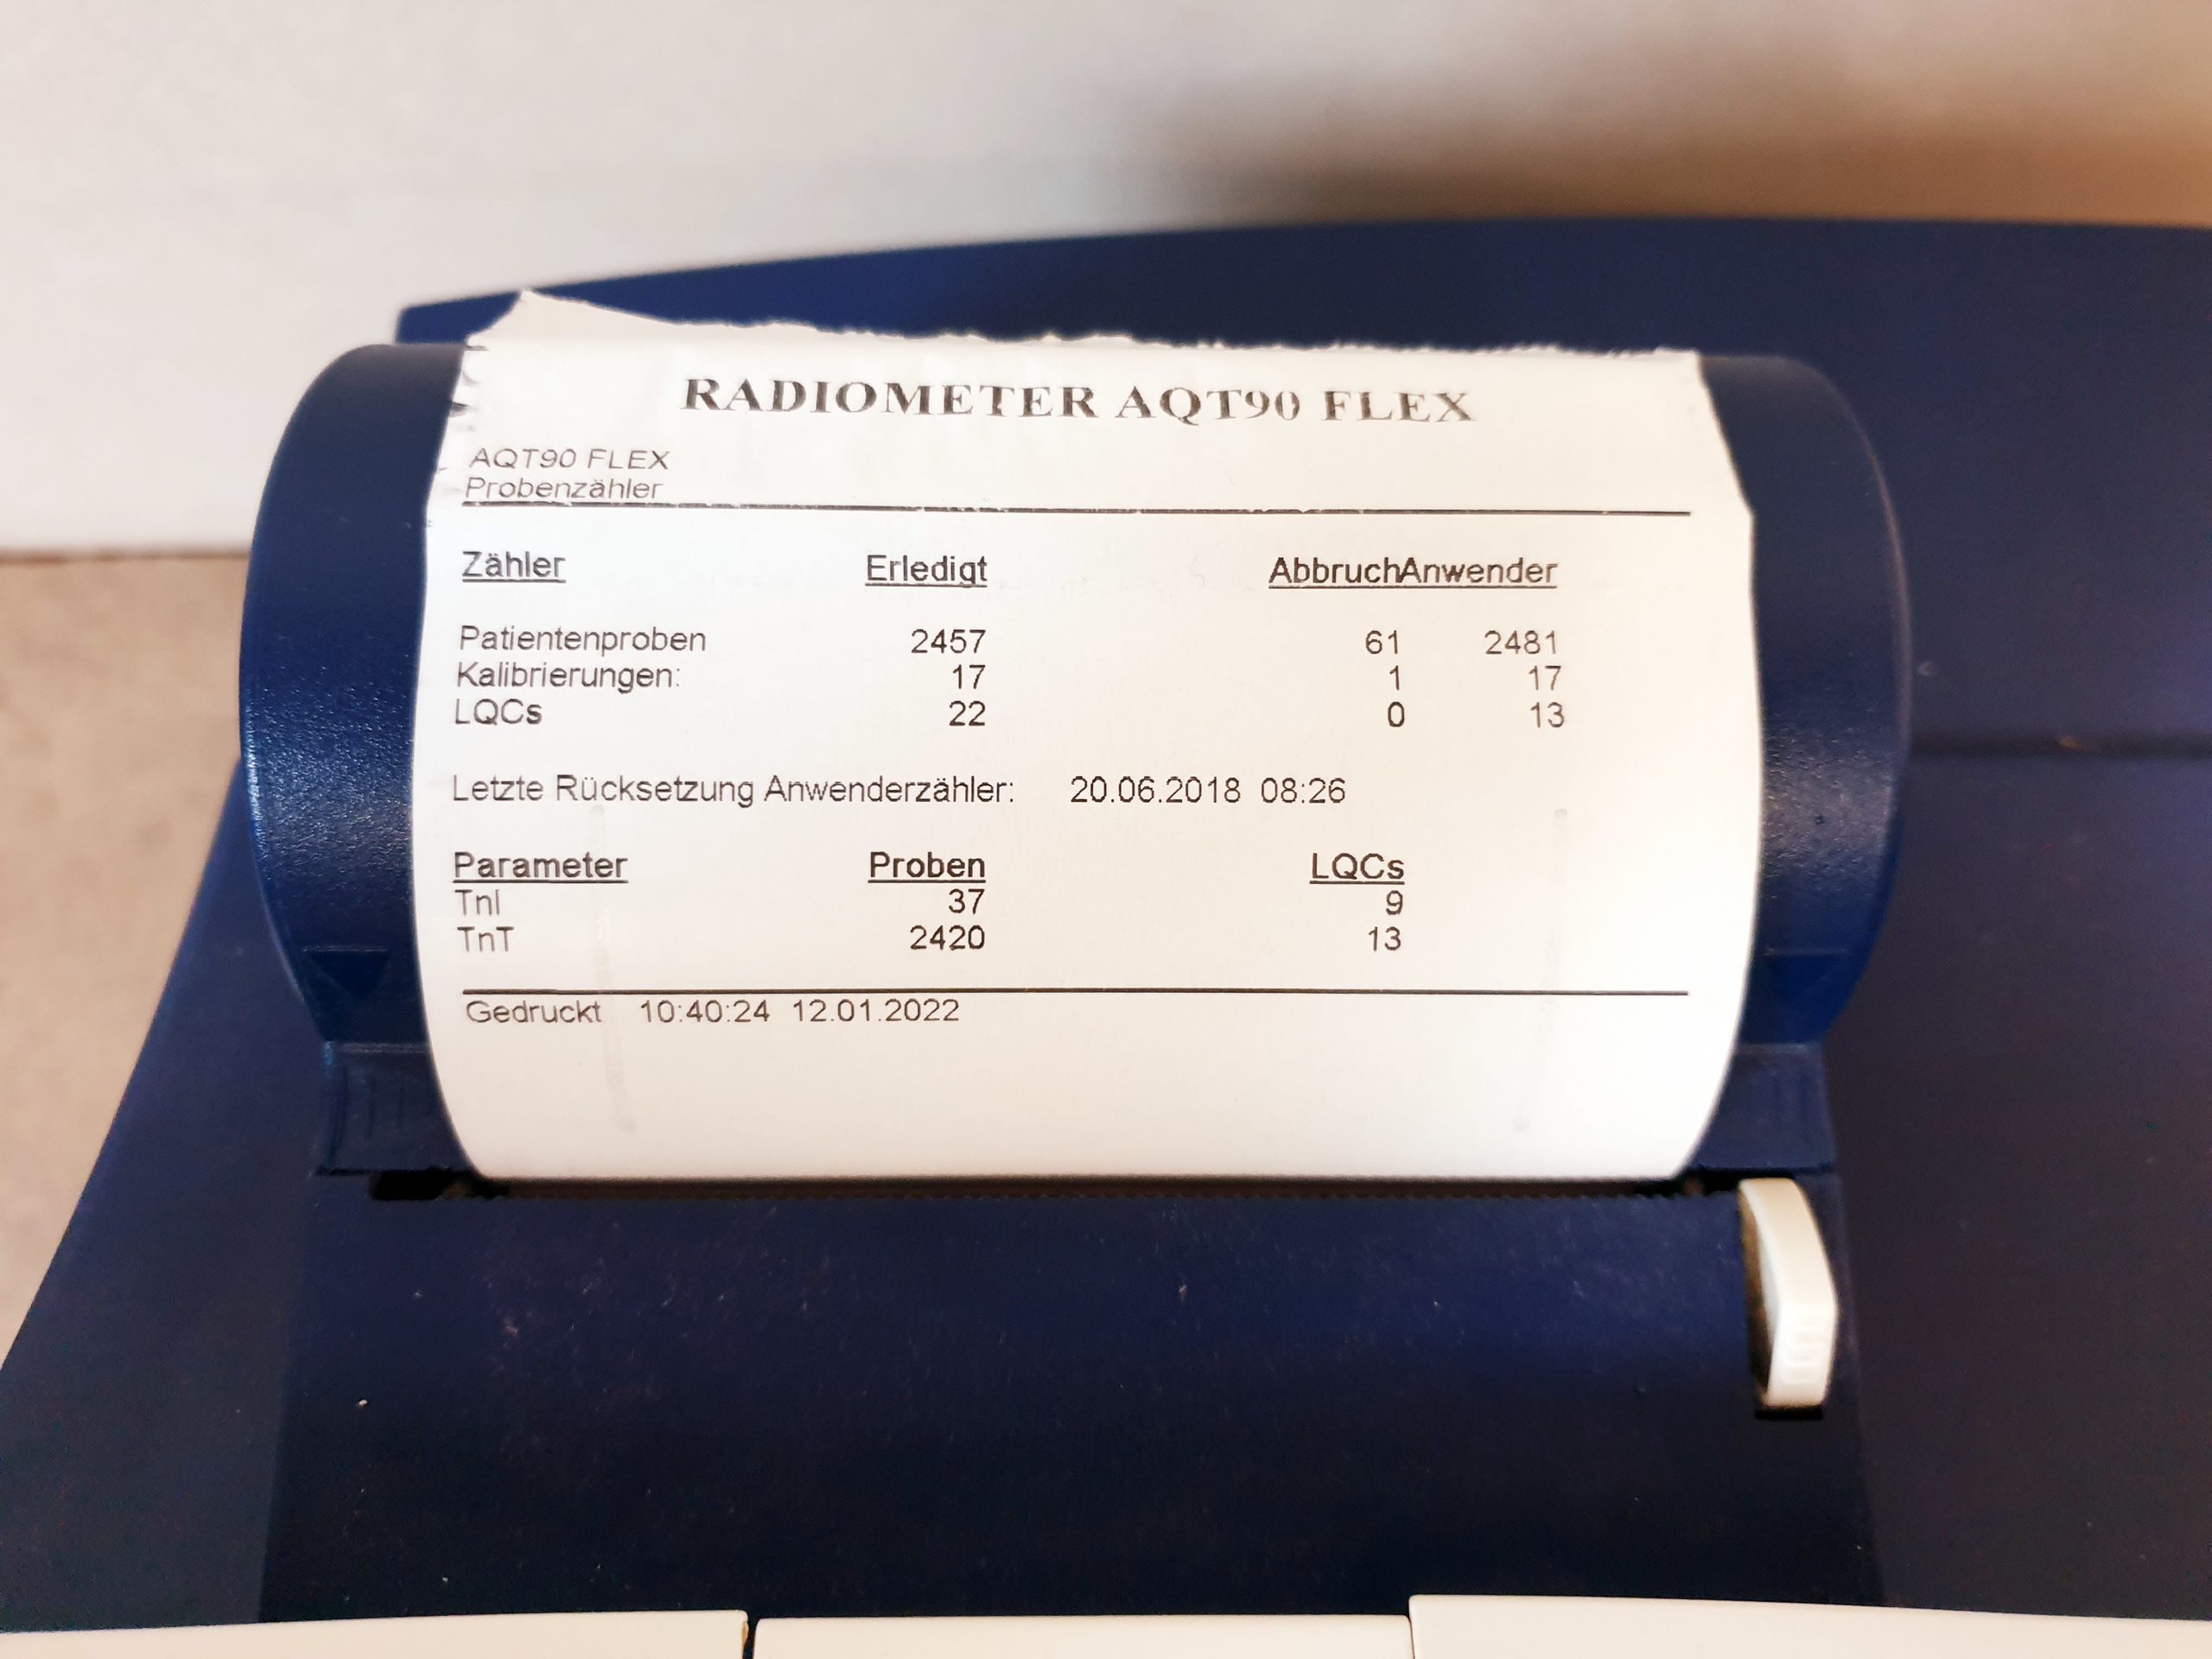 RADIOMETER AQT90 FLEX
AQT90 FLEX
Probenzähler
Zähler Erledigt AbbruchAnwender
Patientenproben 2457 61 2481
Kalibrierungen: 17 1 17
LQCs 22 0 13
Letzte Rücksetzung Anwenderzähler: 20.06.2018 08:26
Parameter Proben LQCs
TnI 37 9
TnT 2420 13
Gedruckt 10:40:24 12.01.2022